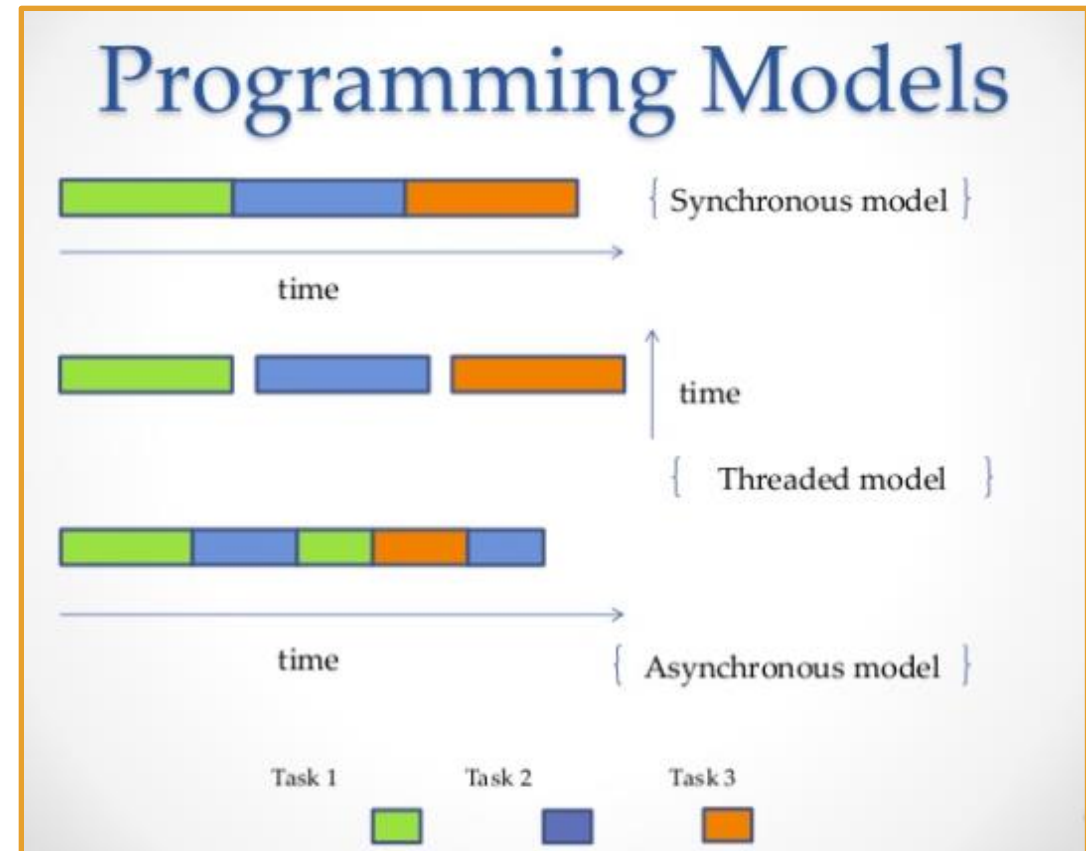 Programming Models
{ Synchronous model }
time
time
{ Threaded model }
time
{ Asynchronous model }
Task 1 Task 2 Task 3